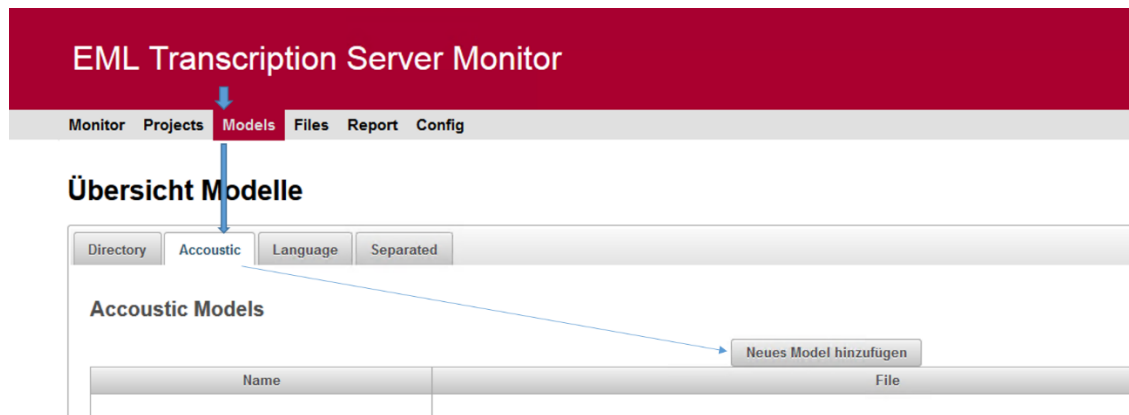 EML Transcription Server Monitor
Monitor Projects Models Files Report Config
Übersicht Modelle
Directory Accoustic Language Separated
Accoustic Models
Neues Model hinzufügen
Name File